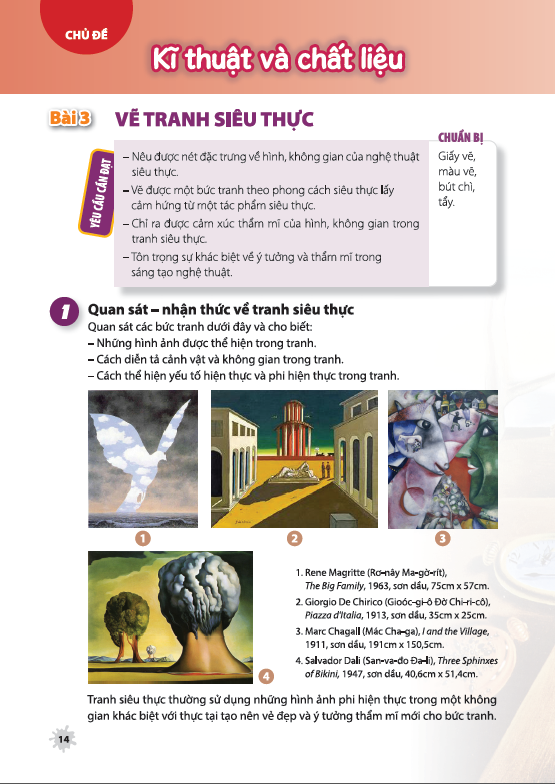 CHỦ ĐỀ
Kĩ thuật và chất liệu
Bài 3 VẼ TRANH SIÊU THỰC
YÊU CẦU CẦN ĐẠT
– Nêu được nét đặc trưng về hình, không gian của nghệ thuật
siêu thực.
– Vẽ được một bức tranh theo phong cách siêu thực lấy
cảm hứng từ một tác phẩm siêu thực.
– Chỉ ra được cảm xúc thẩm mĩ của hình, không gian trong
tranh siêu thực.
– Tôn trọng sự khác biệt về ý tưởng và thẩm mĩ trong
sáng tạo nghệ thuật.
CHUẨN BỊ
Giấy vẽ,
màu vẽ,
bút chì,
tẩy.
1 Quan sát – nhận thức về tranh siêu thực
Quan sát các bức tranh dưới đây và cho biết:
– Những hình ảnh được thể hiện trong tranh.
– Cách diễn tả cảnh vật và không gian trong tranh.
– Cách thể hiện yếu tố hiện thực và phi hiện thực trong tranh.
1
2
3
4
1. Rene Magritte (Rơ-nây Ma-gờ-rít),
The Big Family, 1963, sơn dầu, 75cm x 57cm.
2. Giorgio De Chirico (Gioóc-gi-ô Đờ Chi-ri-cô),
Piazza d'Italia, 1913, sơn dầu, 35cm x 25cm.
3. Marc Chagall (Mác Cha-ga), I and the Village,
1911, sơn dầu, 191cm x 150,5cm.
4. Salvador Dali (San-va-đo Đa-li), Three Sphinxes
of Bikini, 1947, sơn dầu, 40,6cm x 51,4cm.
Tranh siêu thực thường sử dụng những hình ảnh phi hiện thực trong một không
gian khác biệt với thực tại tạo nên vẻ đẹp và ý tưởng thẩm mĩ mới cho bức tranh.
14